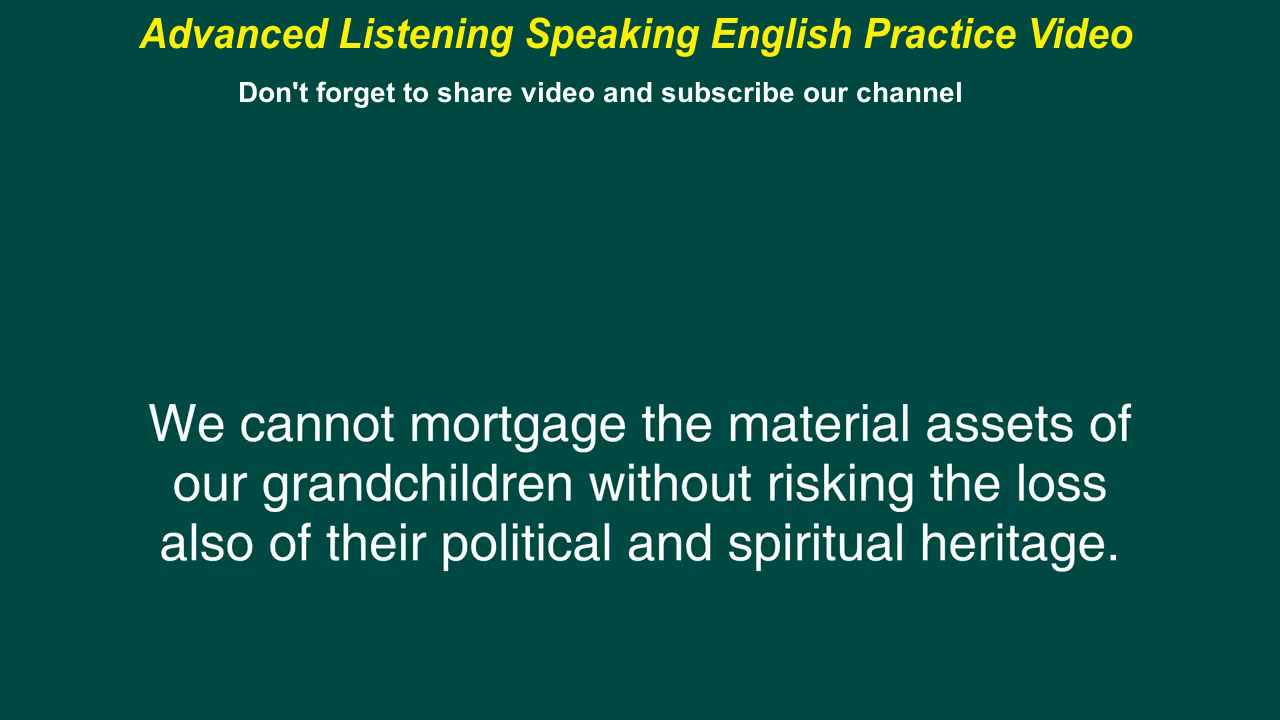 Advanced Listening Speaking English Practice Video
Don't forget to share video and subscribe our channel
We cannot mortgage the material assets of
our grandchildren without risking the loss
also of their political and spiritual heritage.